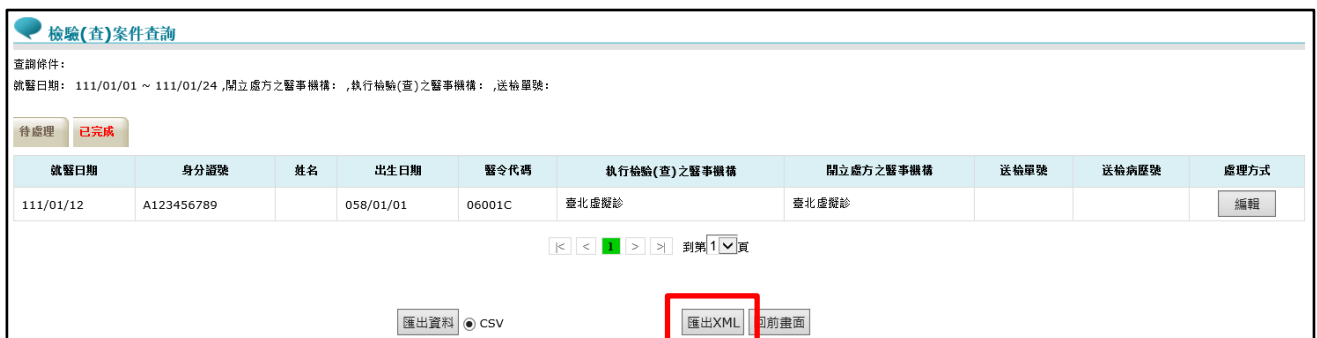 檢驗(查)案件查詢
查詢條件：
就醫日期： 111/01/01 ~ 111/01/24 ,開立處方之醫事機構： ,執行檢驗(查)之醫事機構： ,送檢單號：
待處理 已完成
就醫日期 身分證號 姓名 出生日期 醫令代碼 執行檢驗(查)之醫事機構 開立處方之醫事機構 送檢單號 送檢病歷號 處理方式
111/01/12 A123456789 058/01/01 06001C 臺北虛擬診 臺北虛擬診 編輯
|< < 1 > >| 到第 1 頁
匯出資料 CSV 匯出XML 回前畫面